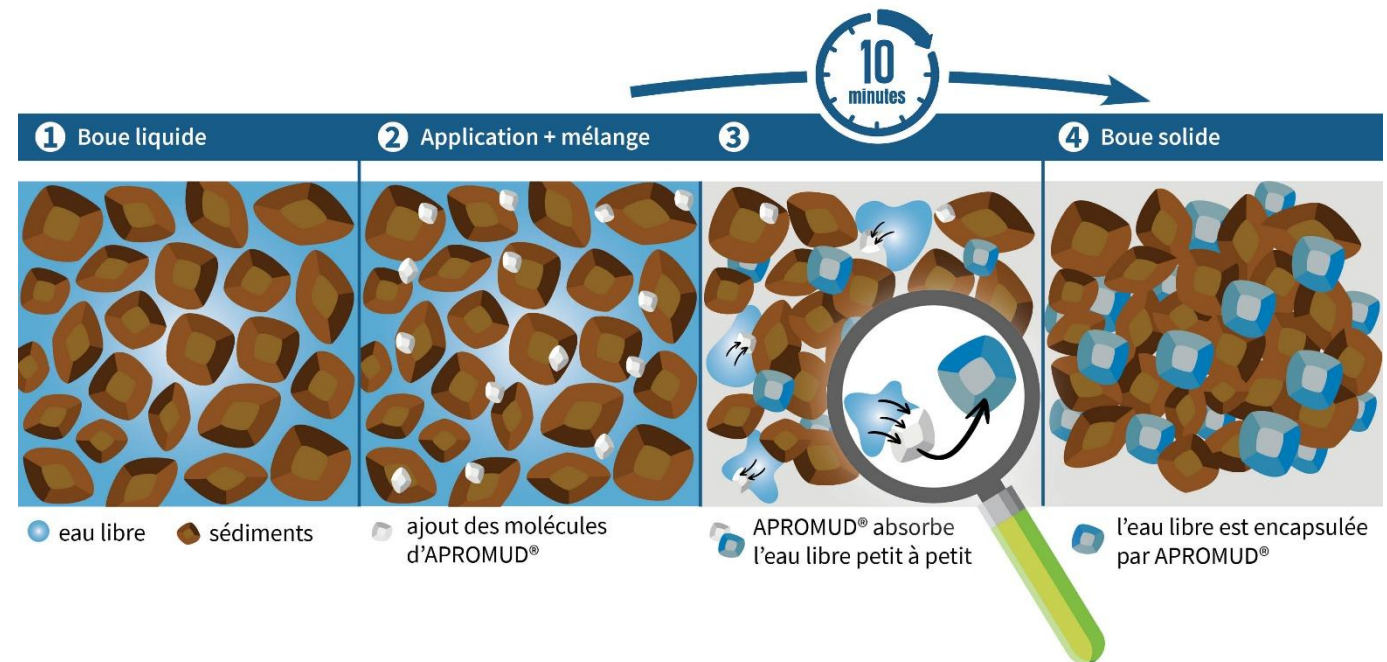 10
minutes
1 Boue liquide
2 Application + mélange
3
4 Boue solide
eau libre
sédiments
ajout des molécules
d’APROMUD®
APROMUD® absorbe
l’eau libre petit à petit
l’eau libre est encapsulée
par APROMUD®